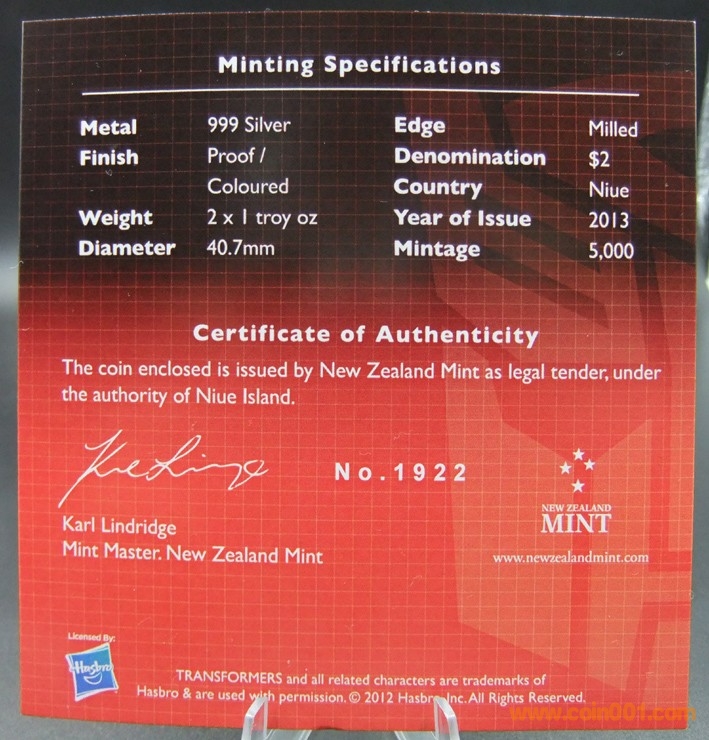 Minting Specifications
Metal 999 Silver Edge Milled
Finish Proof / Denomination $2
Coloured Country Niue
Weight 2 x 1 troy oz Year of Issue 2013
Diameter 40.7mm Mintage 5,000
Certificate of Authenticity
The coin enclosed is issued by New Zealand Mint as legal tender, under
the authority of Niue Island.
No.1922
Karl Lindridge
Mint Master. New Zealand Mint
NEW ZEALAND
MINT
www.newzealandmint.com
Licensed By:
Hasbro
TRANSFORMERS and all related characters are trademarks of
Hasbro & are used with permission. © 2012 Hasbro, Inc. All Rights Reserved.
www.coin001.com